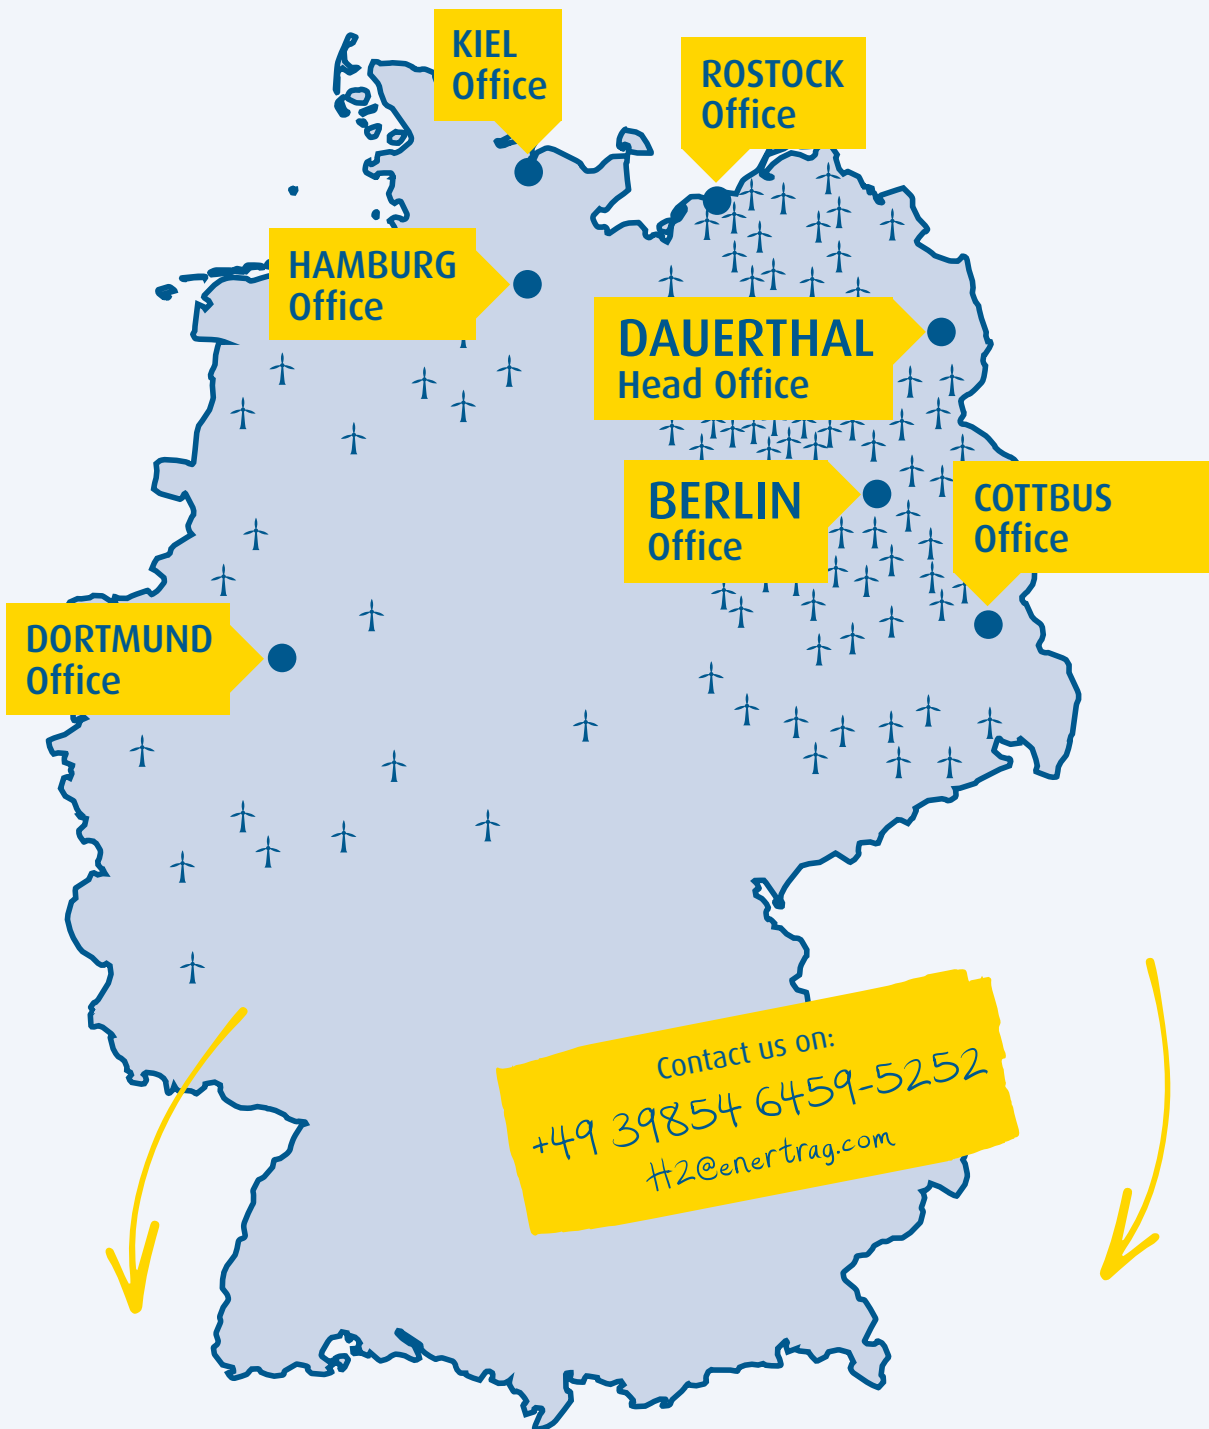 KIEL
Office
ROSTOCK
Office
HAMBURG
Office
DAUERTHAL
Head Office
BERLIN
Office
COTTBUS
Office
DORTMUND
Office
Contact us on:
+49 39854 6459-5252
H2@enertrag.com